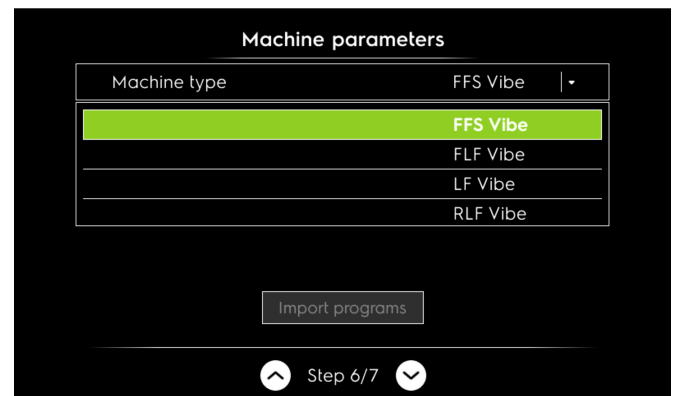 Machine parameters
Machine type FFS Vibe
FFS Vibe
FLF Vibe
LF Vibe
RLF Vibe
Import programs
Step 6/7